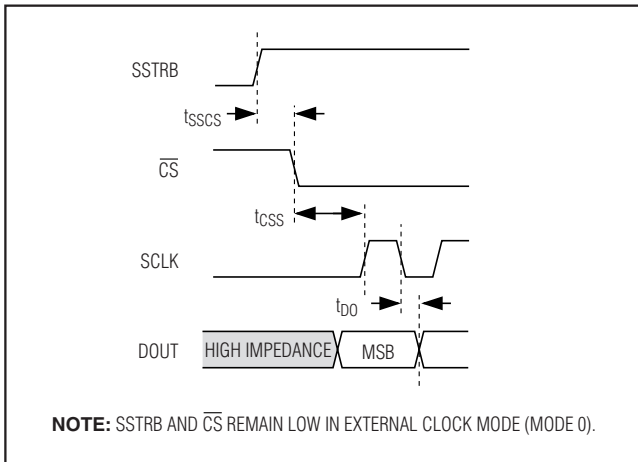 SSTRB
tSSCS
CS
tCSS
SCLK
tDO
DOUT HIGH IMPEDANCE MSB
NOTE: SSTRB AND CS REMAIN LOW IN EXTERNAL CLOCK MODE (MODE 0).